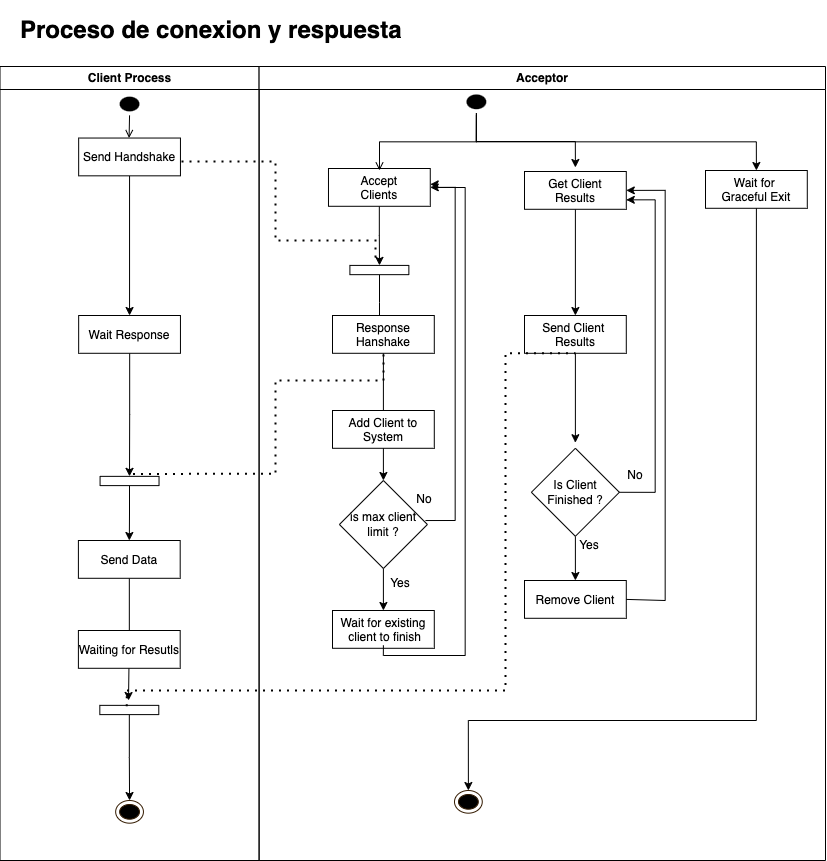 Proceso de conexion y respuesta
Client Process
Acceptor
Send Handshake
Accept
Clients
Get Client
Results
Wait for
Graceful Exit
Wait Response
Response
Hanshake
Send Client
Results
Add Client to
System
Is Client
Finished ?
No
No
is max client
limit ?
Yes
Send Data
Yes
Remove Client
Wait for existing
client to finish
Waiting for Resutls